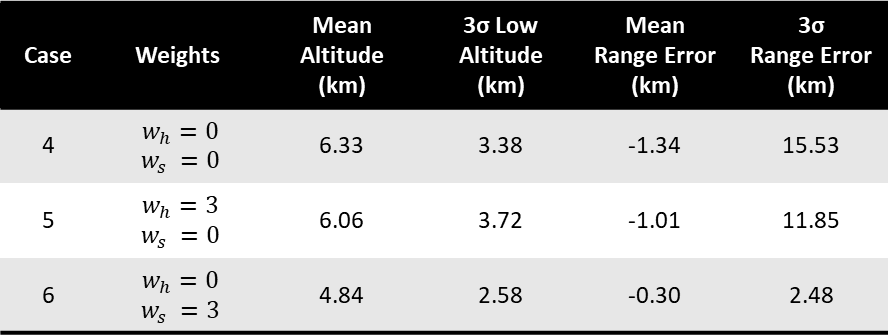 Case Weights Mean Altitude (km) 3σ Low Altitude (km) Mean Range Error (km) 3σ Range Error (km)
4 w_h = 0 w_s = 0 6.33 3.38 -1.34 15.53
5 w_h = 3 w_s = 0 6.06 3.72 -1.01 11.85
6 w_h = 0 w_s = 3 4.84 2.58 -0.30 2.48